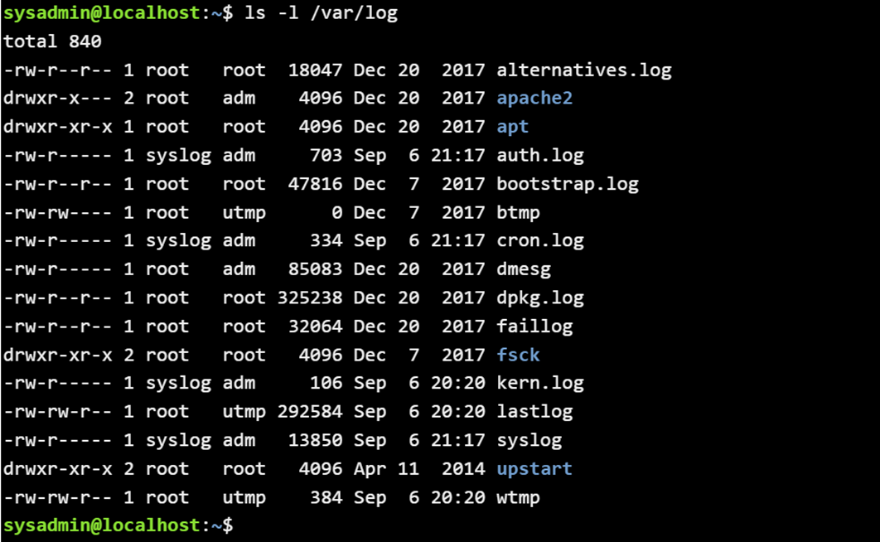 sysadmin@localhost:~$ ls -l /var/log
total 840
-rw-r--r-- 1 root   root  18047 Dec 20  2017 alternatives.log
drwxr-x--- 2 root   adm    4096 Dec 20  2017 apache2
drwxr-xr-x 1 root   root   4096 Dec 20  2017 apt
-rw-r----- 1 syslog adm     703 Sep  6 21:17 auth.log
-rw-r--r-- 1 root   root  47816 Dec  7  2017 bootstrap.log
-rw-rw---- 1 root   utmp      0 Dec  7  2017 btmp
-rw-r----- 1 syslog adm     334 Sep  6 21:17 cron.log
-rw-r----- 1 root   adm   85083 Dec 20  2017 dmesg
-rw-r--r-- 1 root   root 325238 Dec 20  2017 dpkg.log
-rw-r--r-- 1 root   root  32064 Dec 20  2017 faillog
drwxr-xr-x 2 root   root   4096 Dec  7  2017 fsck
-rw-r----- 1 syslog adm     106 Sep  6 20:20 kern.log
-rw-rw-r-- 1 root   utmp 292584 Sep  6 20:20 lastlog
-rw-r----- 1 syslog adm   13850 Sep  6 21:17 syslog
drwxr-xr-x 2 root   root   4096 Apr 11  2014 upstart
-rw-rw-r-- 1 root   utmp    384 Sep  6 20:20 wtmp
sysadmin@localhost:~$